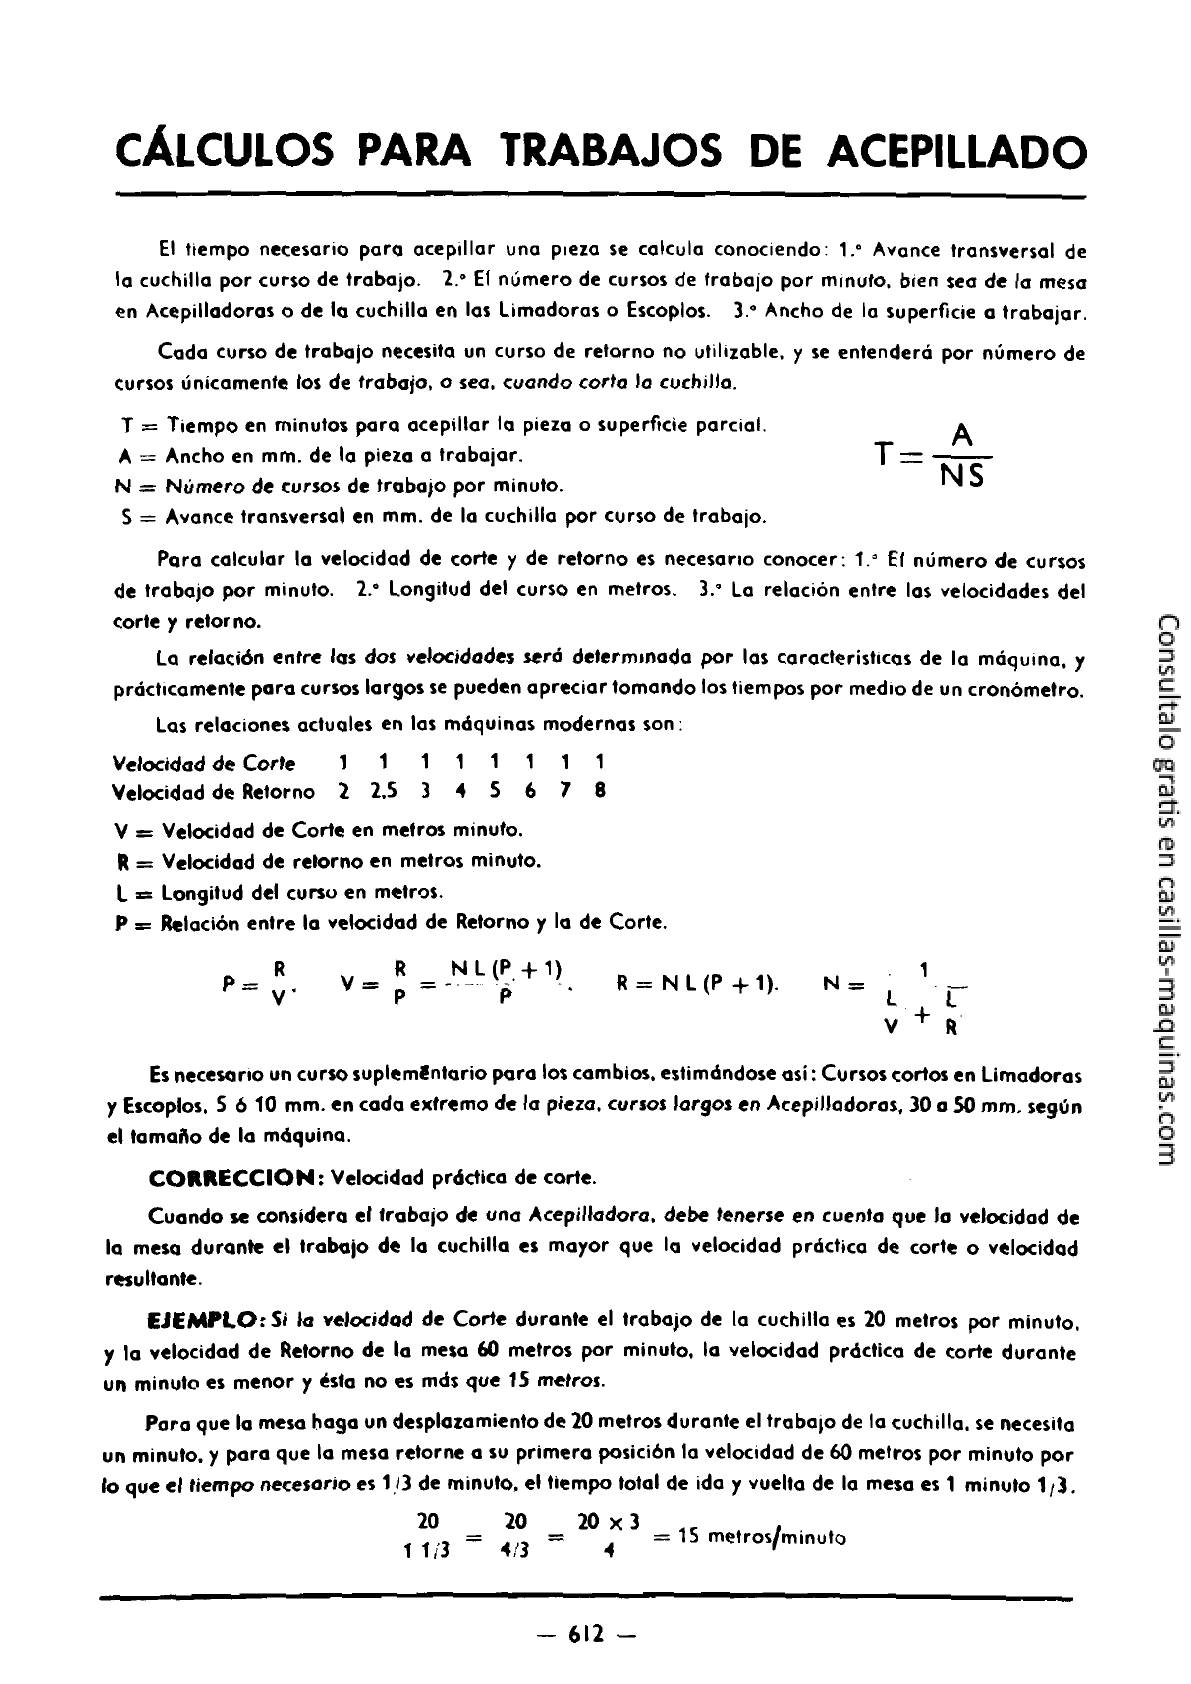 CÁLCULOS PARA TRABAJOS DE ACEPILLADO
El tiempo necesario para acepillar una pieza se calcula conociendo: 1.º Avance transversal de
la cuchilla por curso de trabajo. 2.º El número de cursos de trabajo por minuto, bien sea de la mesa
en Acepilladoras o de la cuchilla en las Limadoras o Escoplos. 3.º Ancho de la superficie a trabajar.
Cada curso de trabajo necesita un curso de retorno no utilizable, y se entenderá por número de
cursos únicamente los de trabajo, o sea, cuando corta la cuchilla.
T = Tiempo en minutos para acepillar la pieza o superficie parcial.
A = Ancho en mm. de la pieza a trabajar.
N = Número de cursos de trabajo por minuto.
S = Avance transversal en mm. de la cuchilla por curso de trabajo.
T = A / NS
Para calcular la velocidad de corte y de retorno es necesario conocer: 1.º El número de cursos
de trabajo por minuto. 2.º Longitud del curso en metros. 3.º La relación entre las velocidades del
corte y retorno.
La relación entre las dos velocidades será determinada por las características de la máquina, y
prácticamente para cursos largos se pueden apreciar tomando los tiempos por medio de un cronómetro.
Las relaciones actuales en las máquinas modernas son:
Velocidad de Corte 1 1 1 1 1 1 1 1
Velocidad de Retorno 2 2,5 3 4 5 6 7 8
V = Velocidad de Corte en metros minuto.
R = Velocidad de retorno en metros minuto.
L = Longitud del curso en metros.
P = Relación entre la velocidad de Retorno y la de Corte.
P = R / V. V = R / P = N L (P + 1) / P. R = N L (P + 1). N = 1 / (L / V + L / R)
Es necesario un curso suplementario para los cambios, estimándose así: Cursos cortos en Limadoras
y Escoplos, 5 ó 10 mm. en cada extremo de la pieza, cursos largos en Acepilladoras, 30 a 50 mm. según
el tamaño de la máquina.
CORRECCION: Velocidad práctica de corte.
Cuando se considera el trabajo de una Acepilladora, debe tenerse en cuenta que la velocidad de
la mesa durante el trabajo de la cuchilla es mayor que la velocidad práctica de corte o velocidad
resultante.
EJEMPLO: Si la velocidad de Corte durante el trabajo de la cuchilla es 20 metros por minuto,
y la velocidad de Retorno de la mesa 60 metros por minuto, la velocidad práctica de corte durante
un minuto es menor y ésta no es más que 15 metros.
Para que la mesa haga un desplazamiento de 20 metros durante el trabajo de la cuchilla, se necesita
un minuto, y para que la mesa retorne a su primera posición la velocidad de 60 metros por minuto por
lo que el tiempo necesario es 1/3 de minuto, el tiempo total de ida y vuelta de la mesa es 1 minuto 1/3.
20 / 1 1/3 = 20 / 4/3 = 20 x 3 / 4 = 15 metros/minuto
— 612 —
Consultalo gratis en casillas-maquinas.com